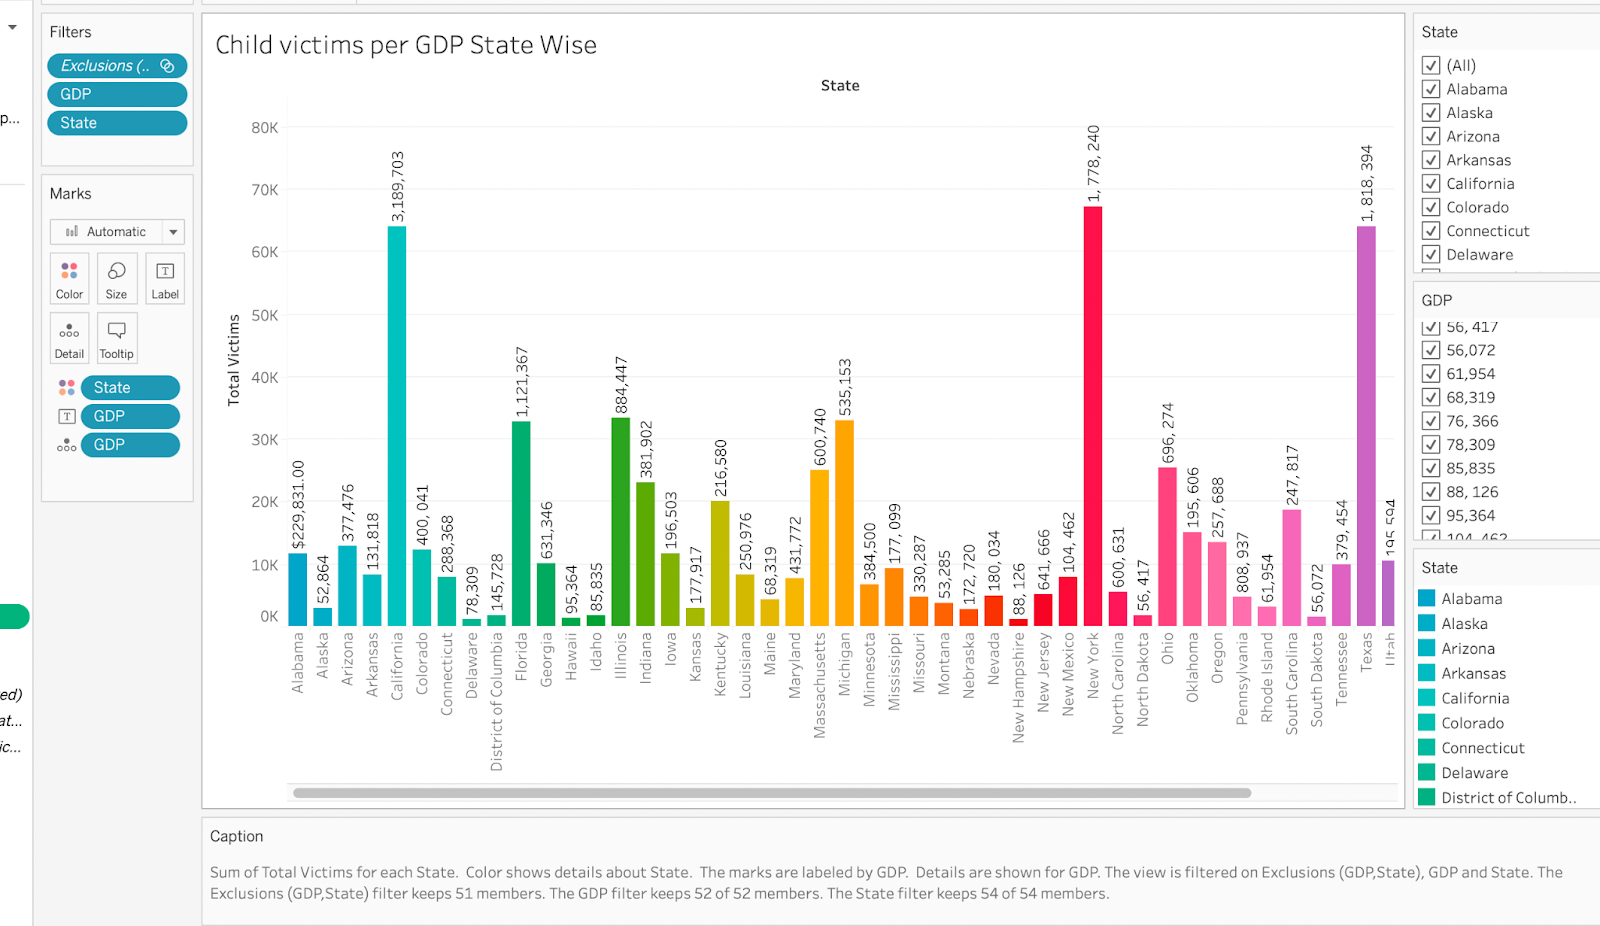 Filters
Exclusions (..
GDP
State
p...
Marks
Automatic
Color
Size
Label
Detail
Tooltip
State
GDP
GDP
ed)
at...
ic...
Child victims per GDP State Wise
State
Total Victims
80K
70K
60K
50K
40K
30K
20K
10K
0K
$229,831.00
52,864
377,476
131,818
3,189,703
400, 041
288,368
78,309
145,728
1,121,367
631,346
95,364
85,835
884,447
381,902
196,503
177,917
216,580
250,976
68,319
431,772
600,740
535,153
384,500
177, 099
330,287
53,285
172, 720
180, 034
88, 126
641, 666
104, 462
1, 778, 240
600, 631
56, 417
696, 274
195, 606
257, 688
808, 937
61,954
247, 817
56,072
379, 454
1, 818, 394
195,594
Alabama
Alaska
Arizona
Arkansas
California
Colorado
Connecticut
Delaware
District of Columbia
Florida
Georgia
Hawaii
Idaho
Illinois
Indiana
Iowa
Kansas
Kentucky
Louisiana
Maine
Maryland
Massachusetts
Michigan
Minnesota
Mississippi
Missouri
Montana
Nebraska
Nevada
New Hampshire
New Jersey
New Mexico
New York
North Carolina
North Dakota
Ohio
Oklahoma
Oregon
Pennsylvania
Rhode Island
South Carolina
South Dakota
Tennessee
Texas
Utah
Caption
Sum of Total Victims for each State.  Color shows details about State.  The marks are labeled by GDP.  Details are shown for GDP. The view is filtered on Exclusions (GDP,State), GDP and State. The
Exclusions (GDP,State) filter keeps 51 members. The GDP filter keeps 52 of 52 members. The State filter keeps 54 of 54 members.
State
(All)
Alabama
Alaska
Arizona
Arkansas
California
Colorado
Connecticut
Delaware
GDP
56, 417
56,072
61,954
68,319
76, 366
78,309
85,835
88, 126
95,364
104, 462
State
Alabama
Alaska
Arizona
Arkansas
California
Colorado
Connecticut
Delaware
District of Columb..